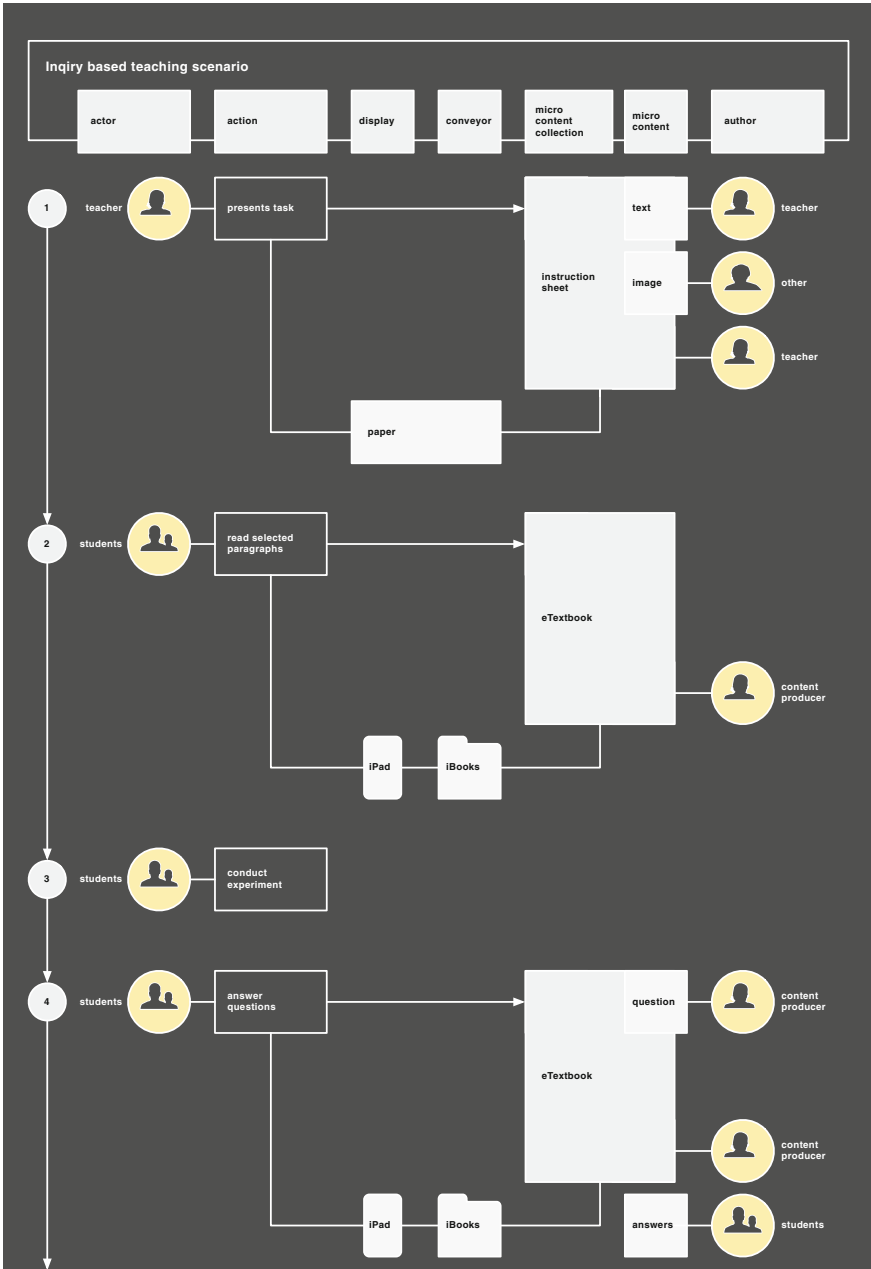 Inqiry based teaching scenario
actor
action
display
conveyor
micro
content
collection
micro
content
author
1
teacher
presents task
text
teacher
instruction
sheet
image
other
teacher
paper
2
students
read selected
paragraphs
eTextbook
content
producer
iPad
iBooks
3
students
conduct
experiment
4
students
answer
questions
question
content
producer
eTextbook
content
producer
iPad
iBooks
answers
students